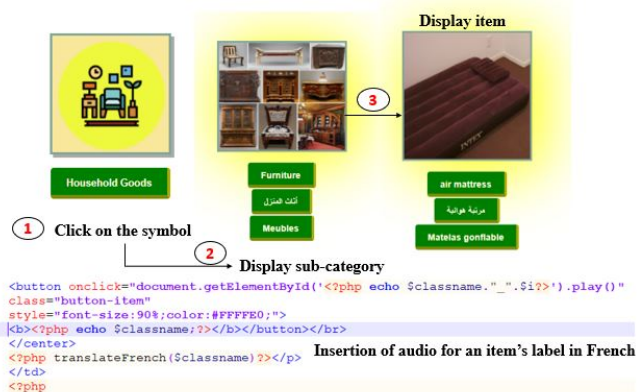 Display item
3
INTEX
Household Goods
Furniture
أثاث المنزل
Meubles
air mattress
مرتبة هوائية
Matelas gonflable
1 Click on the symbol
2
Display sub-category
<button onclick="document.getElementById('<?php echo $classname."_".$i?>').play()"
class="button-item"
style="font-size:90%;color:#FFFFE0;">
<b><?php echo $classname;?></b></button></br>
</center>
<?php translateFrench($classname)?></p>
Insertion of audio for an item's label in French
</td>
<?php